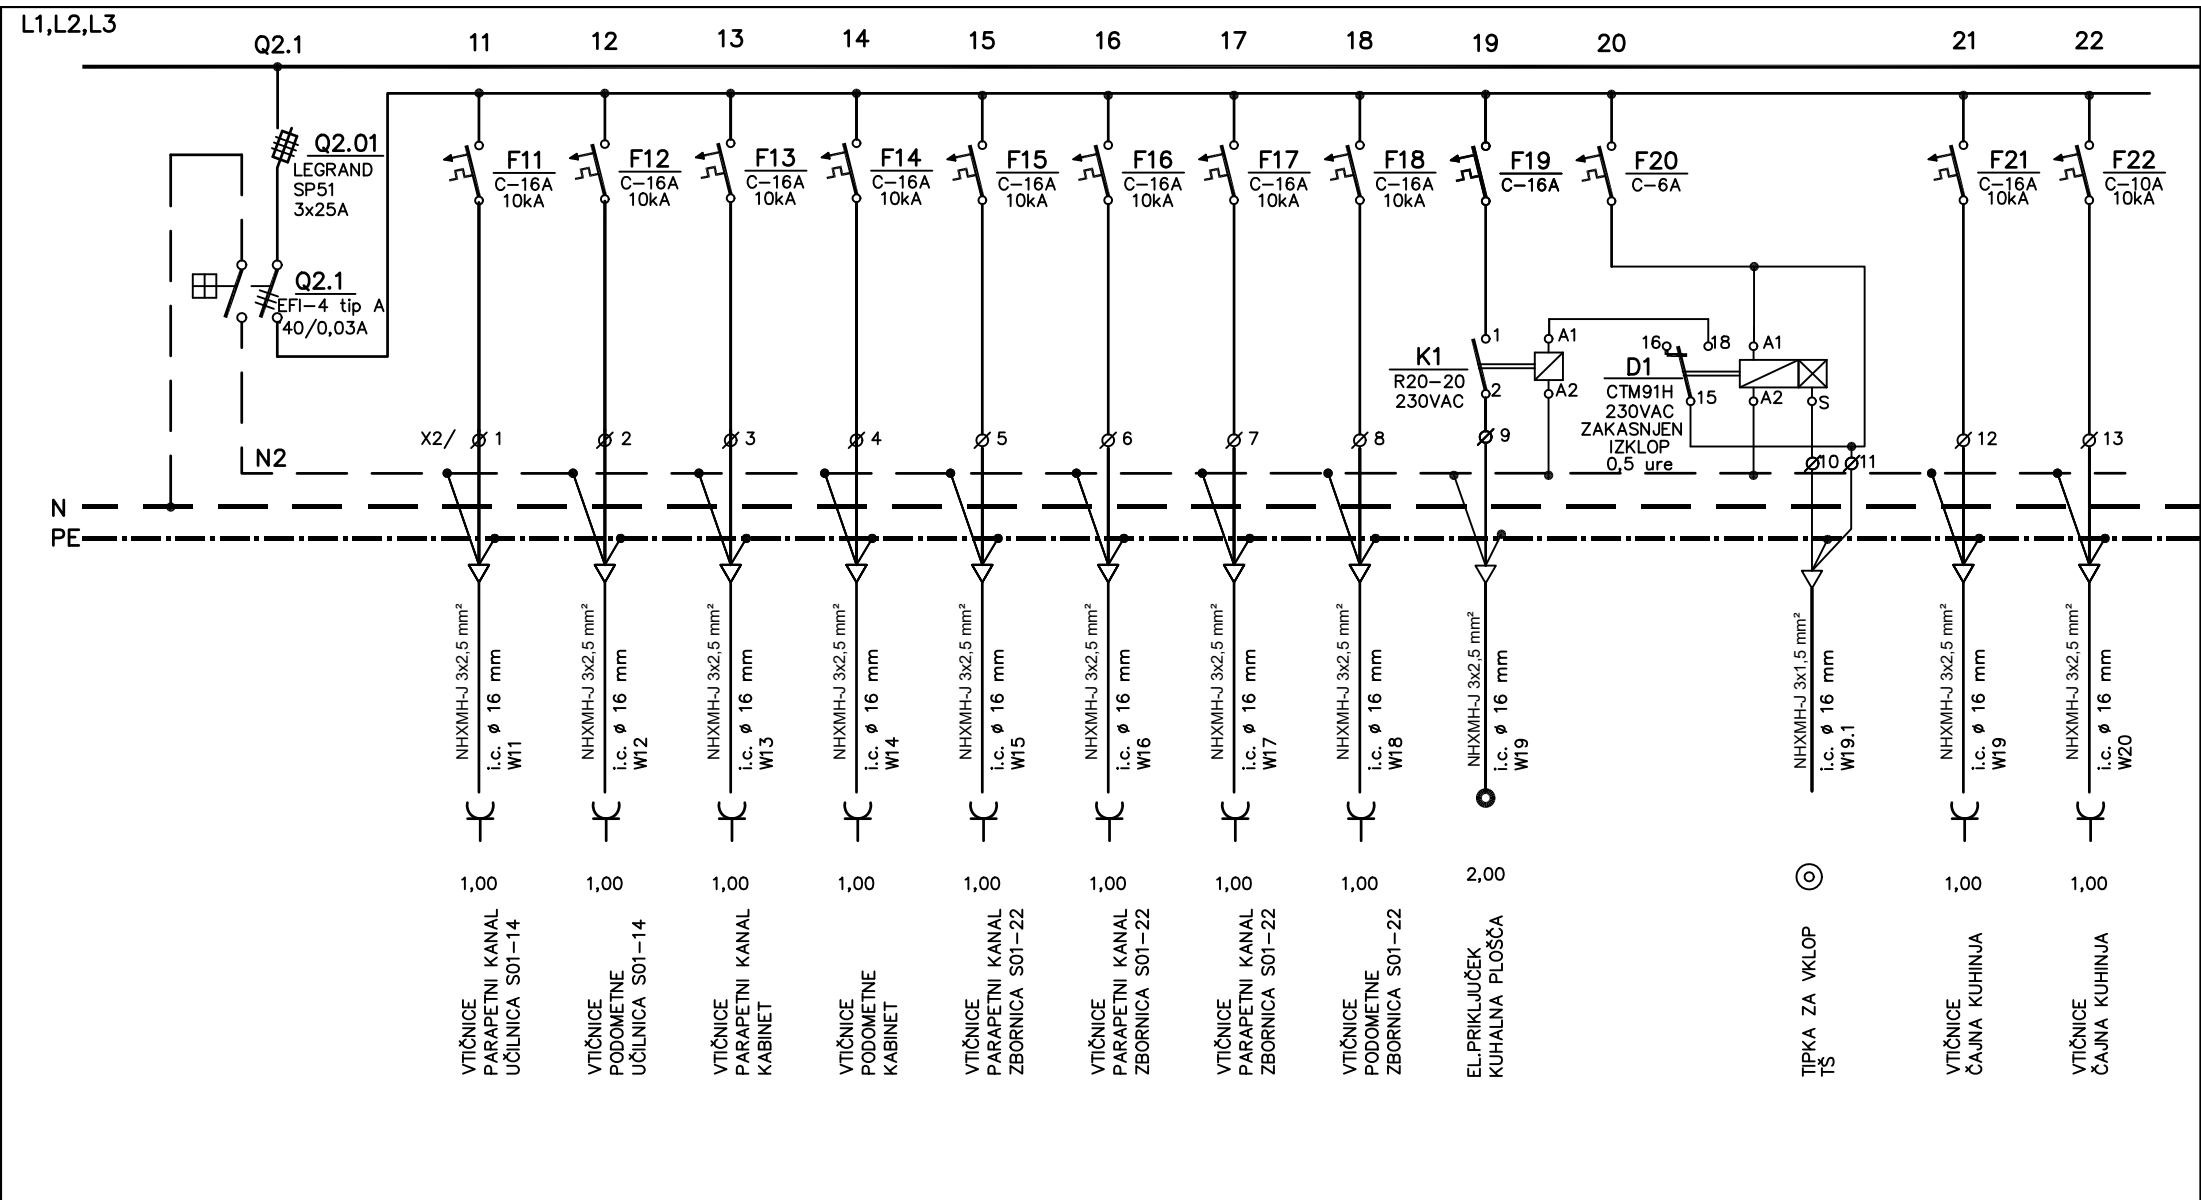 L1,L2,L3
Q2.1
11
12
13
14
15
16
17
18
19
20
21
22
Q2.01
LEGRAND
SP51
3x25A
Q2.1
EFI-4 tip A
40/0,03A
F11
C-16A
10kA
F12
C-16A
10kA
F13
C-16A
10kA
F14
C-16A
10kA
F15
C-16A
10kA
F16
C-16A
10kA
F17
C-16A
10kA
F18
C-16A
10kA
F19
C-16A
F20
C-6A
F21
C-16A
10kA
F22
C-10A
10kA
K1
R20-20
230VAC
1
2
A1
A2
16
18
15
D1
CTM91H
230VAC
ZAKASNJEN
IZKLOP
0,5 ure
A1
A2
S
X2/
1
2
3
4
5
6
7
8
9
10
11
12
13
N2
N
PE
NHXMH-J 3x2,5 mm²
i.c. ø 16 mm
W11
NHXMH-J 3x2,5 mm²
i.c. ø 16 mm
W12
NHXMH-J 3x2,5 mm²
i.c. ø 16 mm
W13
NHXMH-J 3x2,5 mm²
i.c. ø 16 mm
W14
NHXMH-J 3x2,5 mm²
i.c. ø 16 mm
W15
NHXMH-J 3x2,5 mm²
i.c. ø 16 mm
W16
NHXMH-J 3x2,5 mm²
i.c. ø 16 mm
W17
NHXMH-J 3x2,5 mm²
i.c. ø 16 mm
W18
NHXMH-J 3x2,5 mm²
i.c. ø 16 mm
W19
NHXMH-J 3x1,5 mm²
i.c. ø 16 mm
W19.1
NHXMH-J 3x2,5 mm²
i.c. ø 16 mm
W19
NHXMH-J 3x2,5 mm²
i.c. ø 16 mm
W20
1,00
1,00
1,00
1,00
1,00
1,00
1,00
1,00
2,00
1,00
1,00
VTIČNICE
PARAPETNI KANAL
UČILNICA S01-14
VTIČNICE
PODOMETNE
UČILNICA S01-14
VTIČNICE
PARAPETNI KANAL
KABINET
VTIČNICE
PODOMETNE
KABINET
VTIČNICE
PARAPETNI KANAL
ZBORNICA S01-22
VTIČNICE
PARAPETNI KANAL
ZBORNICA S01-22
VTIČNICE
PARAPETNI KANAL
ZBORNICA S01-22
VTIČNICE
PODOMETNE
ZBORNICA S01-22
EL.PRIKLJUČEK
KUHALNA PLOŠČA
TIPKA ZA VKLOP
TŠ
VTIČNICE
ČAJNA KUHINJA
VTIČNICE
ČAJNA KUHINJA